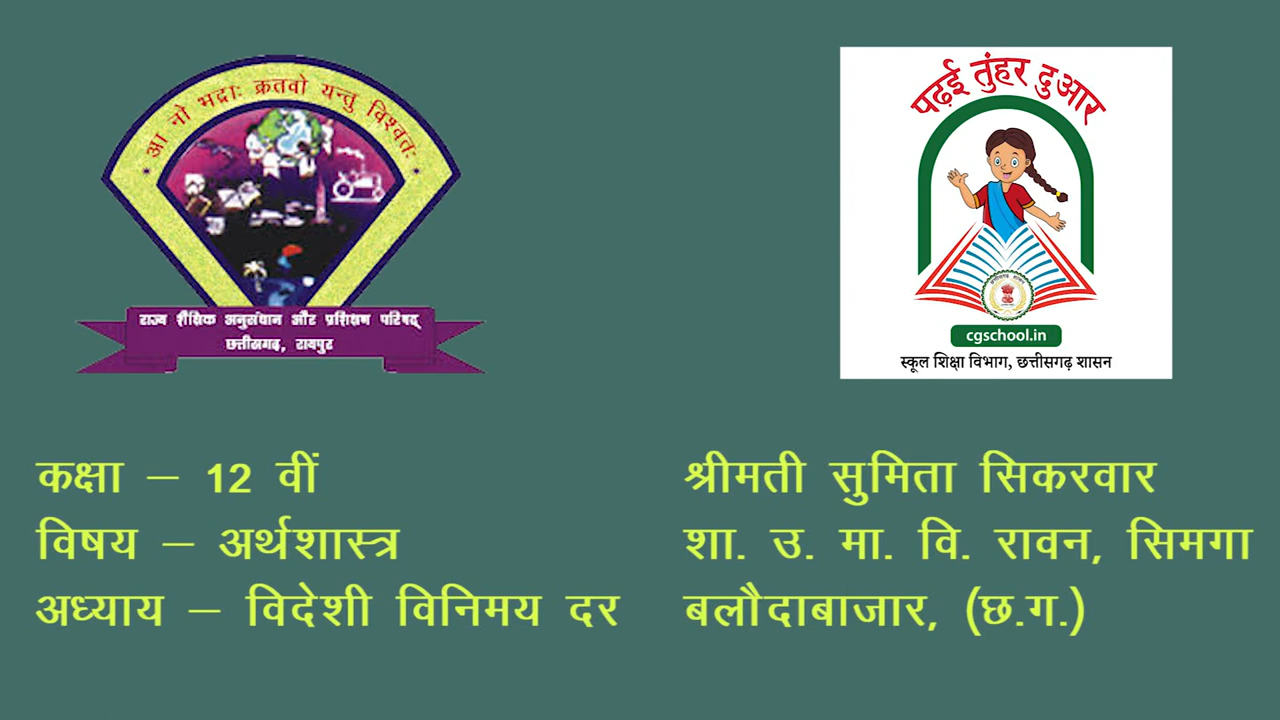 आ नो भद्राः क्रतवो यन्तु विश्वतः
राज्य शैक्षिक अनुसंधान और प्रशिक्षण परिषद्
छत्तीसगढ़, रायपुर
पढ़ई तुंहर दुआर
cgschool.in
स्कूल शिक्षा विभाग, छत्तीसगढ़ शासन
कक्षा – 12 वीं
विषय – अर्थशास्त्र
अध्याय – विदेशी विनिमय दर
श्रीमती सुमिता सिकरवार
शा. उ. मा. वि. रावन, सिमगा
बलौदाबाजार, (छ.ग.)